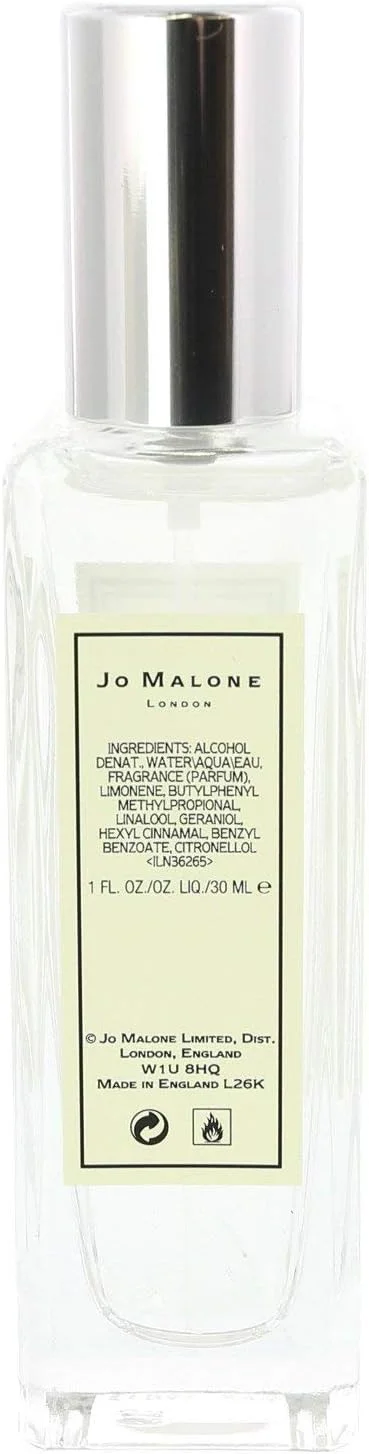 JO MALONE
LONDON
INGREDIENTS: ALCOHOL
DENAT., WATER\AQUA\EAU,
FRAGRANCE (PARFUM),
LIMONENE, BUTYLPHENYL
METHYLPROPIONAL,
LINALOOL, GERANIOL,
HEXYL CINNAMAL, BENZYL
BENZOATE, CITRONELLOL
<ILN36265>
1 FL. OZ./OZ. LIQ./30 ML ℮
© JO MALONE LIMITED, DIST.
LONDON, ENGLAND
W1U 8HQ
MADE IN ENGLAND L26K